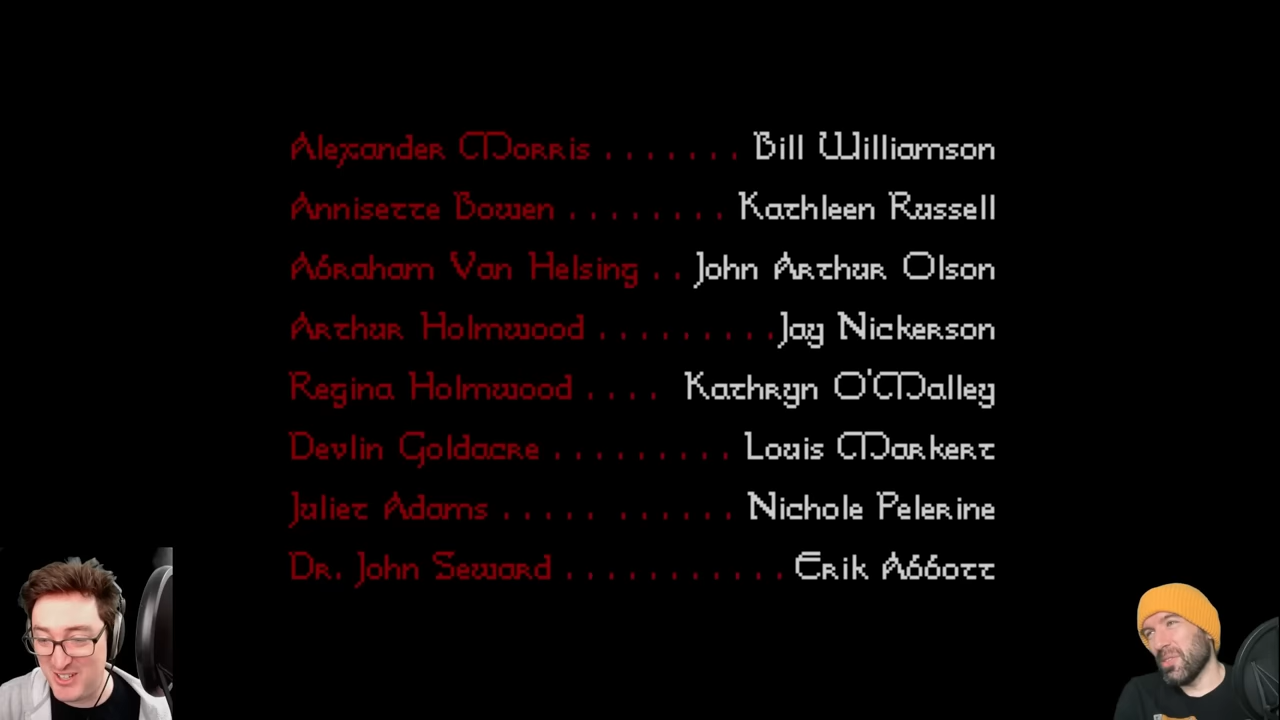 Alexander Morris . . . . . . . Bill Williamson
Annisette Bowen . . . . . . . . Kathleen Russell
Abraham Van Helsing . . John Arthur Olson
Arthur Holmwood . . . . . . . . . Jay Nickerson
Regina Holmwood . . . . Kathryn O'Malley
Devlin Goldacre . . . . . . . . . Louis Markert
Juliet Adams . . . . . . . . . . . Nichole Pelerine
Dr. John Seward . . . . . . . . . . . Erik Abbott